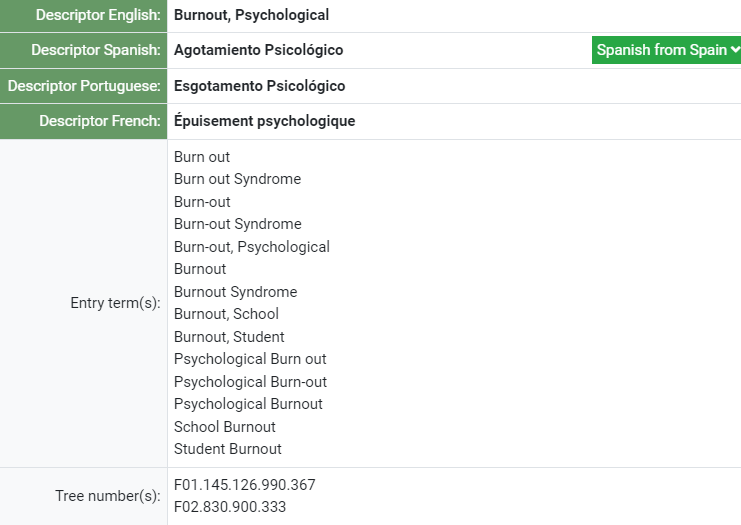 Descriptor English: Burnout, Psychological
Descriptor Spanish: Agotamiento Psicológico Spanish from Spain
Descriptor Portuguese: Esgotamento Psicológico
Descriptor French: Épuisement psychologique
Entry term(s):
Burn out
Burn out Syndrome
Burn-out
Burn-out Syndrome
Burn-out, Psychological
Burnout
Burnout Syndrome
Burnout, School
Burnout, Student
Psychological Burn out
Psychological Burn-out
Psychological Burnout
School Burnout
Student Burnout
Tree number(s):
F01.145.126.990.367
F02.830.900.333